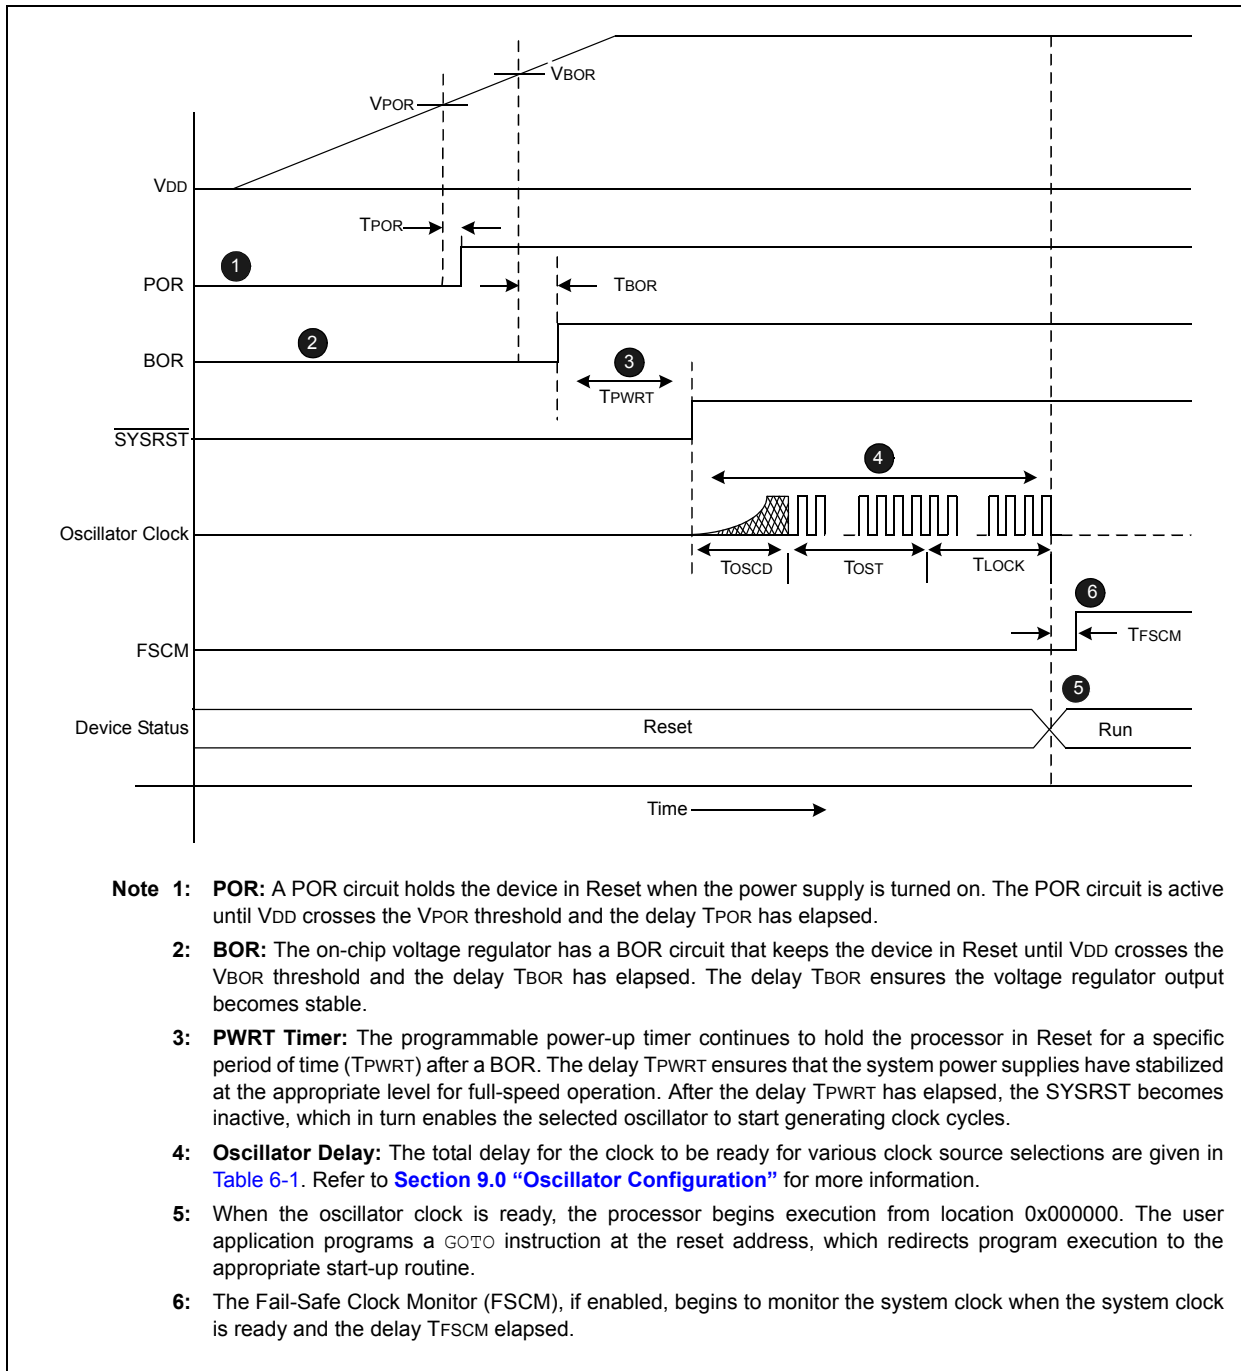 VBOR
VPOR
VDD
TPOR
1
POR
TBOR
2
BOR
3
TPWRT
SYSRST
4
Oscillator Clock
TOSCD
TOST
TLOCK
6
TFSCM
FSCM
5
Device Status
Reset
Run
Time
Note 1: POR: A POR circuit holds the device in Reset when the power supply is turned on. The POR circuit is active
until VDD crosses the VPOR threshold and the delay TPOR has elapsed.
2: BOR: The on-chip voltage regulator has a BOR circuit that keeps the device in Reset until VDD crosses the
VBOR threshold and the delay TBOR has elapsed. The delay TBOR ensures the voltage regulator output
becomes stable.
3: PWRT Timer: The programmable power-up timer continues to hold the processor in Reset for a specific
period of time (TPWRT) after a BOR. The delay TPWRT ensures that the system power supplies have stabilized
at the appropriate level for full-speed operation. After the delay TPWRT has elapsed, the SYSRST becomes
inactive, which in turn enables the selected oscillator to start generating clock cycles.
4: Oscillator Delay: The total delay for the clock to be ready for various clock source selections are given in
Table 6-1. Refer to Section 9.0 “Oscillator Configuration” for more information.
5: When the oscillator clock is ready, the processor begins execution from location 0x000000. The user
application programs a GOTO instruction at the reset address, which redirects program execution to the
appropriate start-up routine.
6: The Fail-Safe Clock Monitor (FSCM), if enabled, begins to monitor the system clock when the system clock
is ready and the delay TFSCM elapsed.